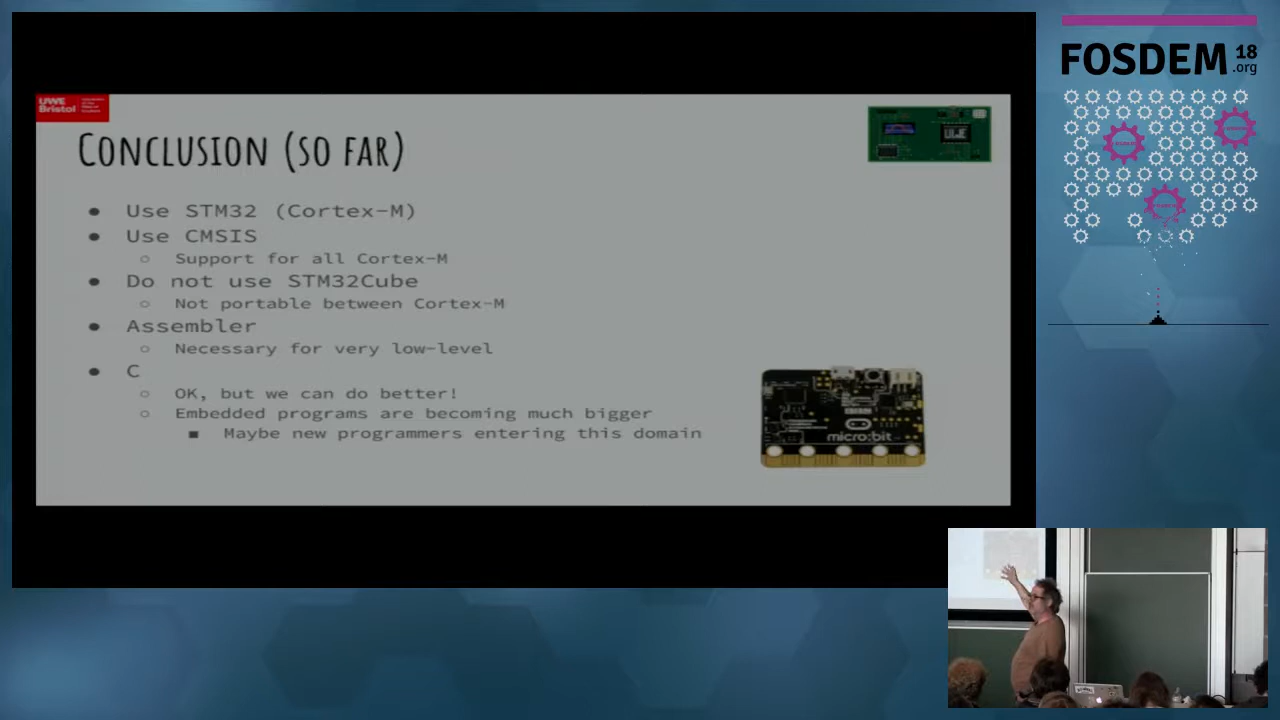 UWE
Bristol
CONCLUSION (SO FAR)
● Use STM32 (Cortex-M)
● Use CMSIS
○ Support for all Cortex-M
● Do not use STM32Cube
○ Not portable between Cortex-M
● Assembler
○ Necessary for very low-level
● C
○ OK, but we can do better!
○ Embedded programs are becoming much bigger
■ Maybe new programmers entering this domain
micro:bit
FOSDEM 18
.org